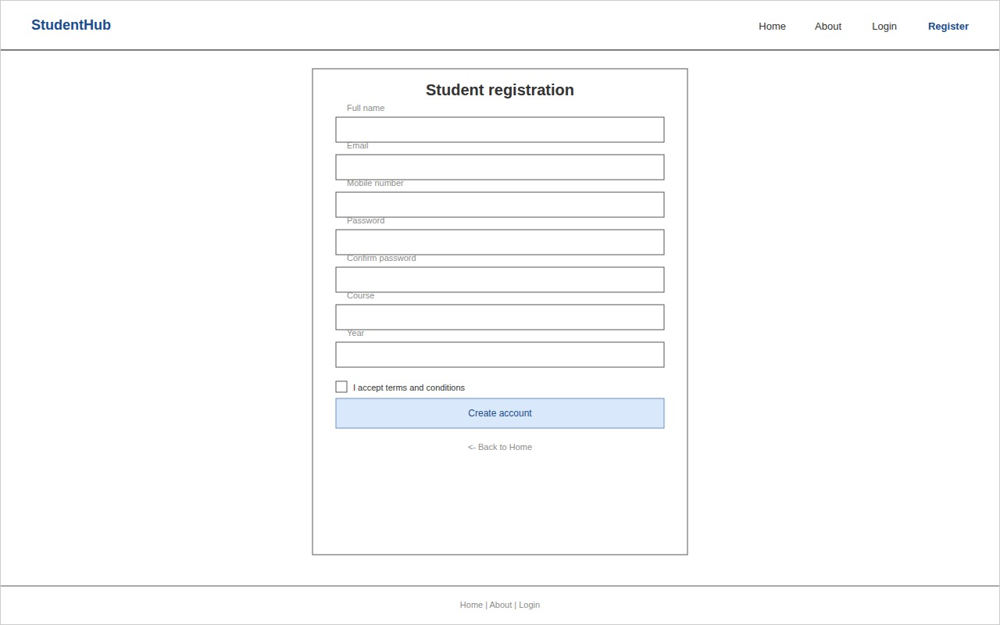 StudentHub
Home About Login Register
Student registration
Full name
Email
Mobile number
Password
Confirm password
Course
Year
I accept terms and conditions
Create account
<- Back to Home
Home | About | Login